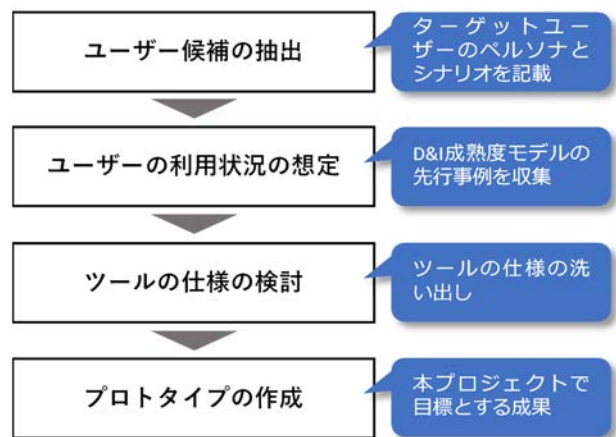 ユーザー候補の抽出
ターゲットユー
ザーのペルソナと
シナリオを記載
ユーザーの利用状況の想定
D&I成熟度モデルの
先行事例を収集
ツールの仕様の検討
ツールの仕様の洗
い出し
プロトタイプの作成
本プロジェクトで
目標とする成果